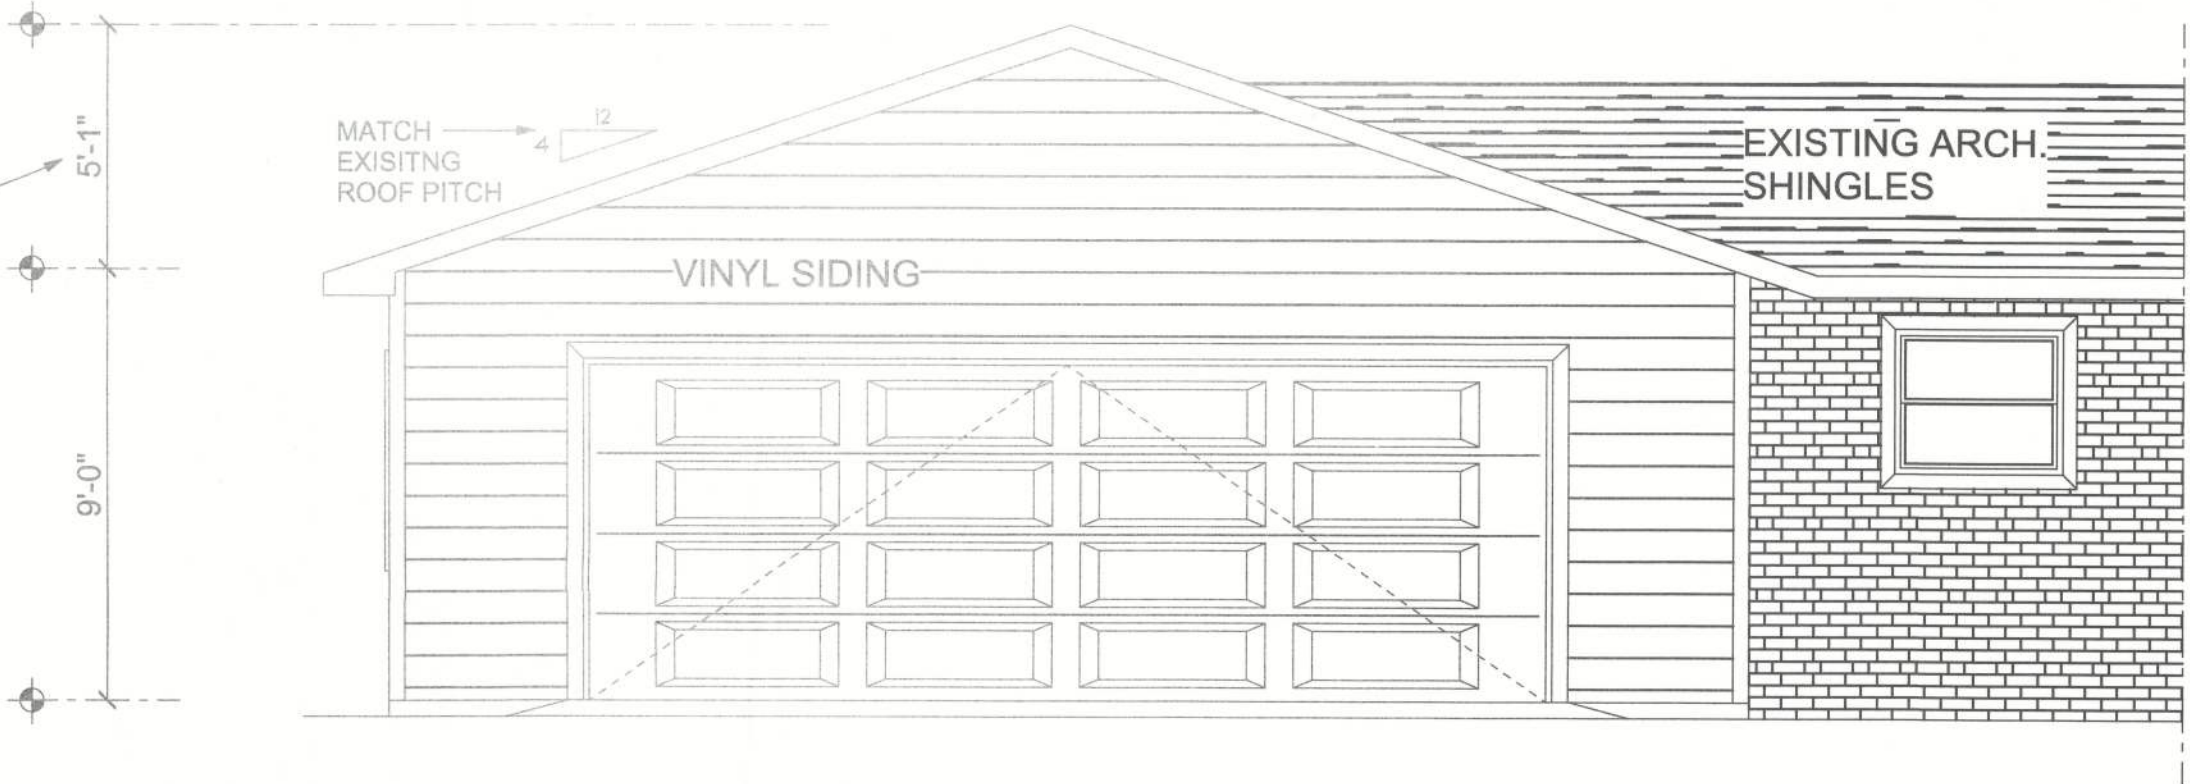 5'-1"
MATCH
EXISITNG
ROOF PITCH
12
4
EXISTING ARCH.
SHINGLES
VINYL SIDING
9'-0"